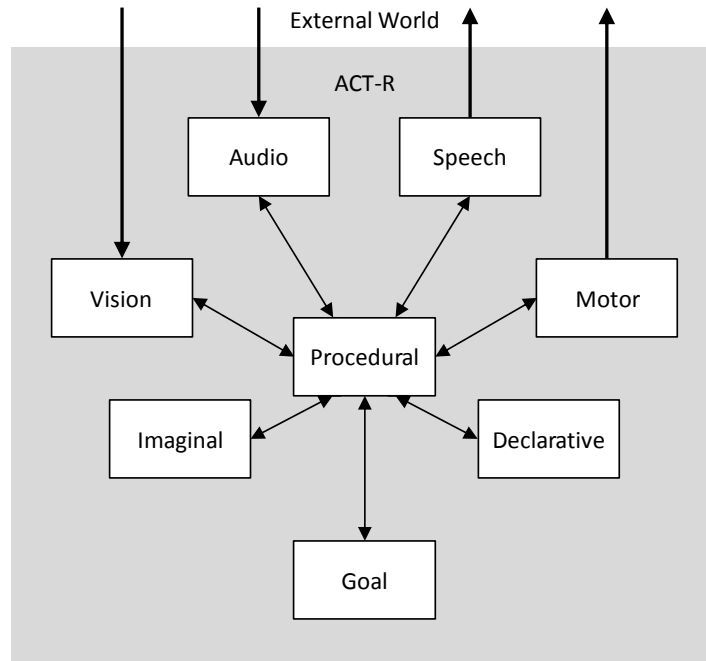 External World
ACT-R
Audio
Speech
Vision
Motor
Procedural
Imaginal
Declarative
Goal